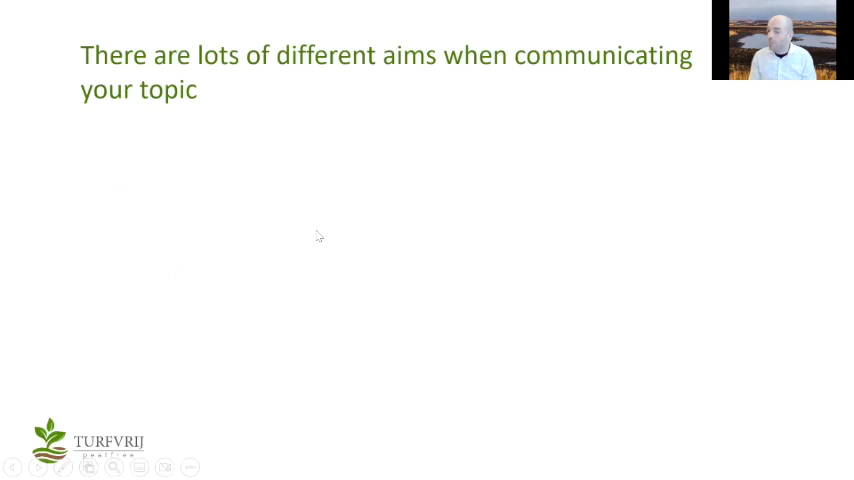 There are lots of different aims when communicating
your topic
TURFVRIJ
peatfree